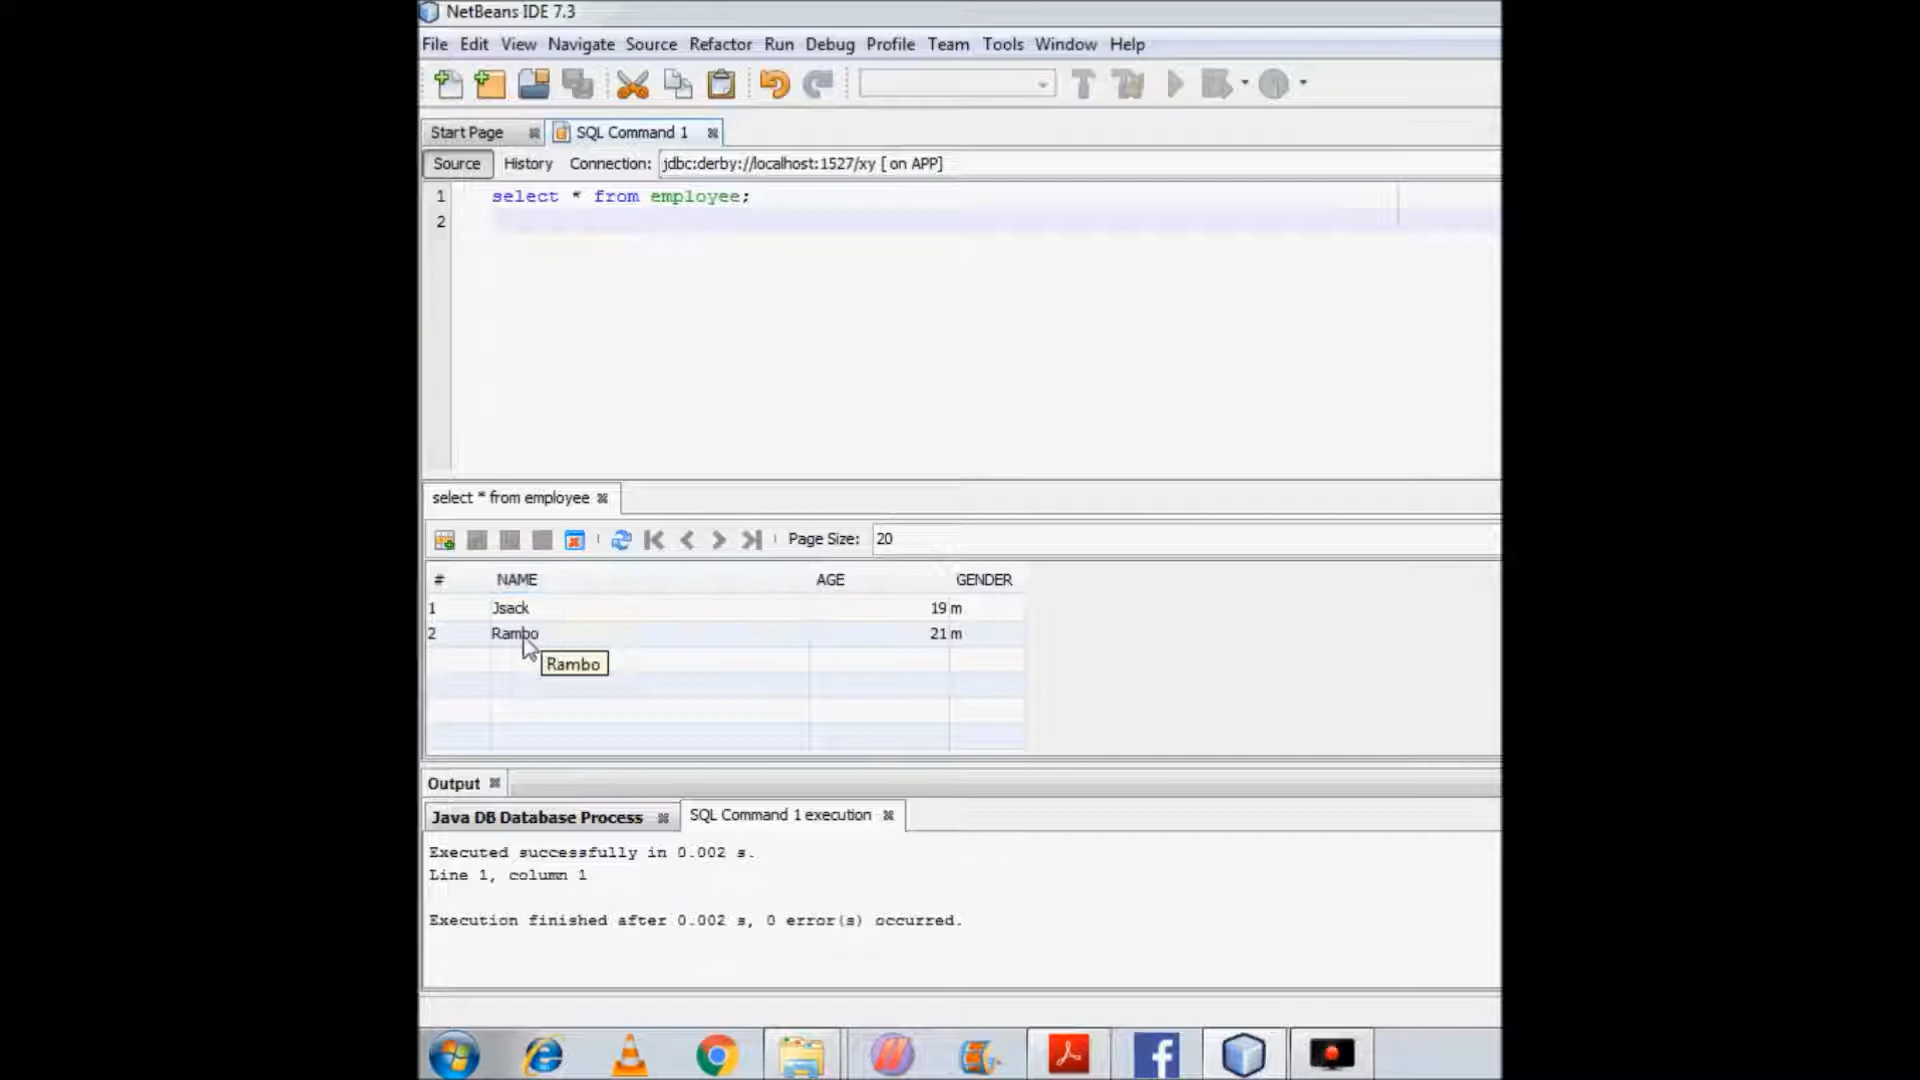 NetBeans IDE 7.3
File Edit View Navigate Source Refactor Run Debug Profile Team Tools Window Help
Start Page SQL Command 1
Source History Connection: jdbc:derby://localhost:1527/xy [ on APP]
1 select * from employee;
2
select * from employee
Page Size: 20
# NAME AGE GENDER
1 Jsack 19 m
2 Rambo 21 m
Rambo
Output
Java DB Database Process SQL Command 1 execution
Executed successfully in 0.002 s.
Line 1, column 1
Execution finished after 0.002 s, 0 error(s) occurred.